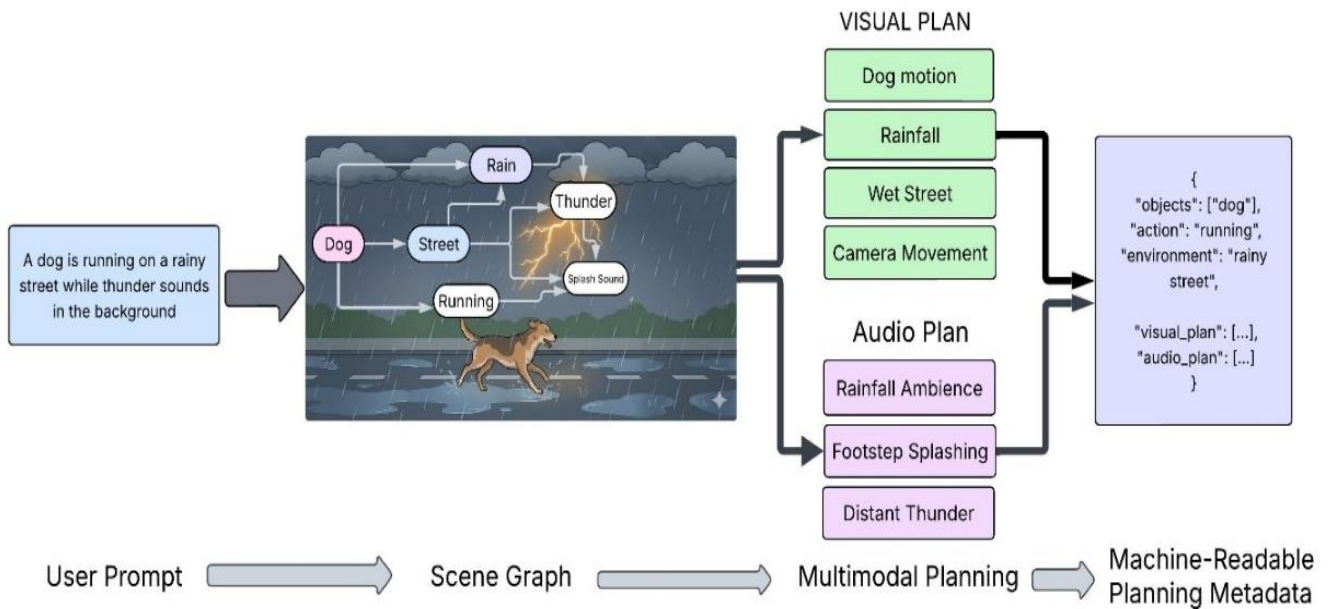 A dog is running on a rainy
street while thunder sounds
in the background
Rain
Thunder
Dog
Street
Splash Sound
Running
VISUAL PLAN
Dog motion
Rainfall
Wet Street
Camera Movement
Audio Plan
Rainfall Ambience
Footstep Splashing
Distant Thunder
{
"objects": ["dog"],
"action": "running",
"environment": "rainy
street",
"visual_plan": [...],
"audio_plan": [...]
}
User Prompt
Scene Graph
Multimodal Planning
Machine-Readable
Planning Metadata